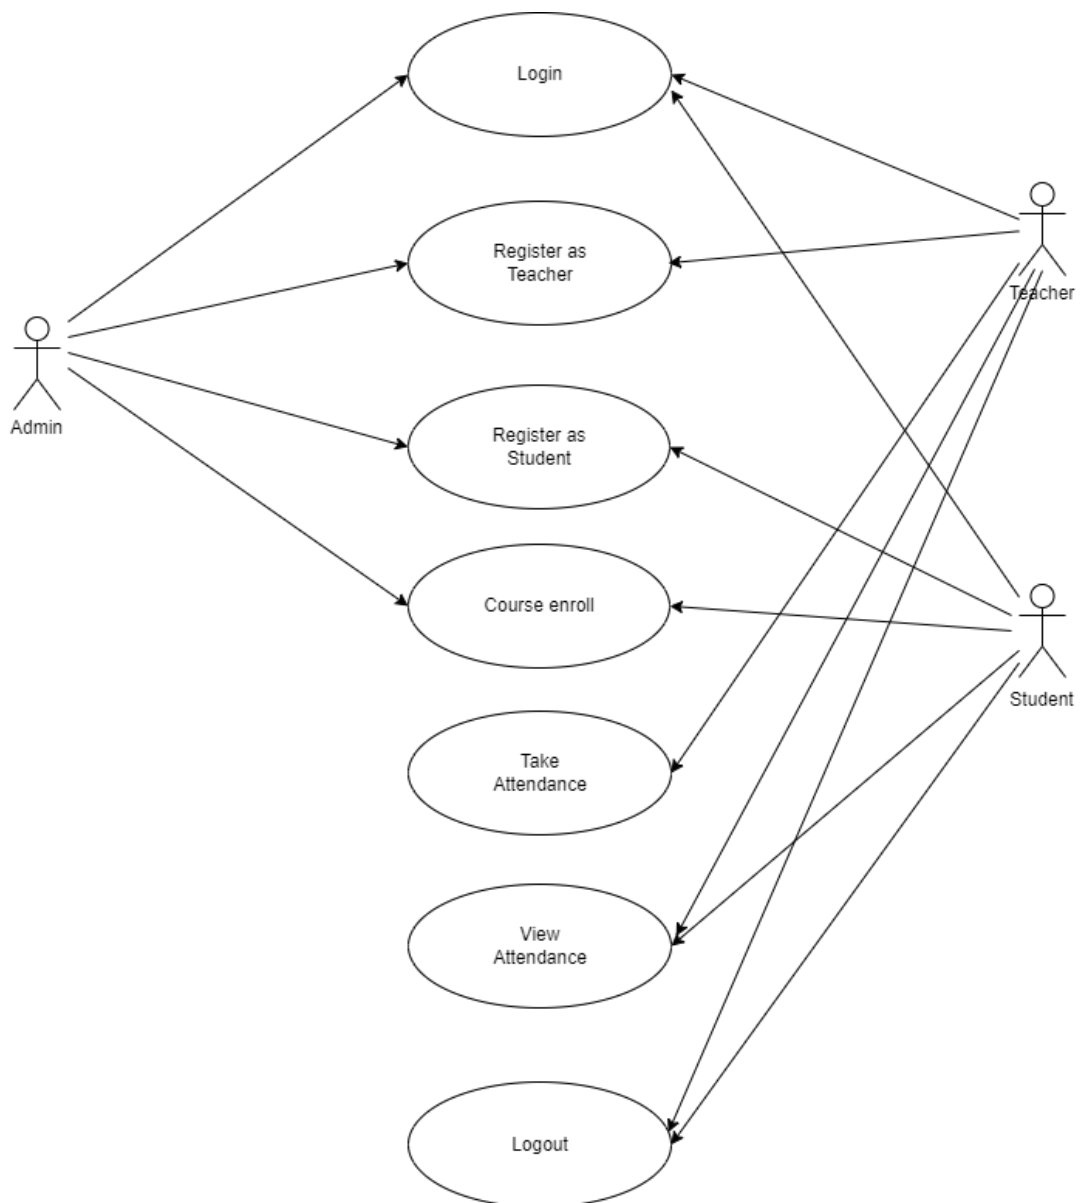 Login
Register as
Teacher
Teacher
Admin
Register as
Student
Course enroll
Student
Take
Attendance
View
Attendance
Logout